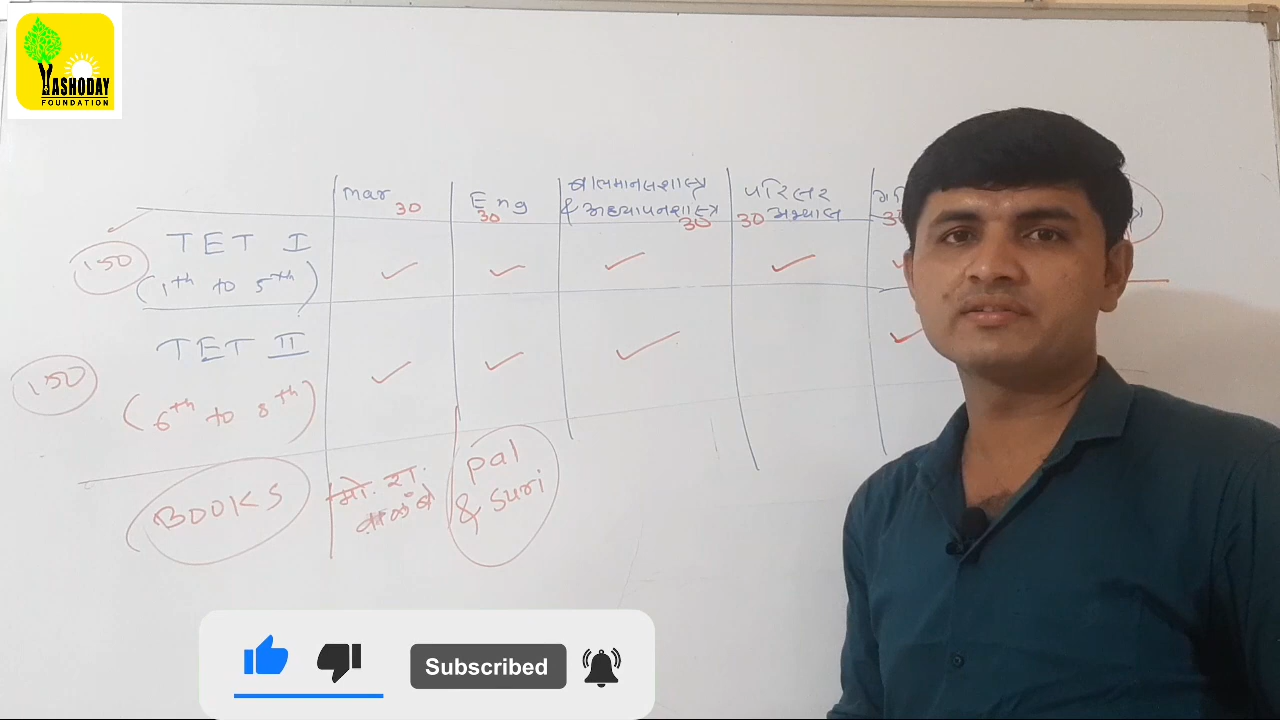 YASHODAY
FOUNDATION
Mar 30
Eng 30
बालमानसशास्त्र
& अध्यापनशास्त्र 30
परिसर
30 अभ्यास
30
150
TET I
(1th to 5th)
TET II
150
(6th to 8th)
BOOKS
मो. रा.
वाळंबे
pal
& suri
Subscribed